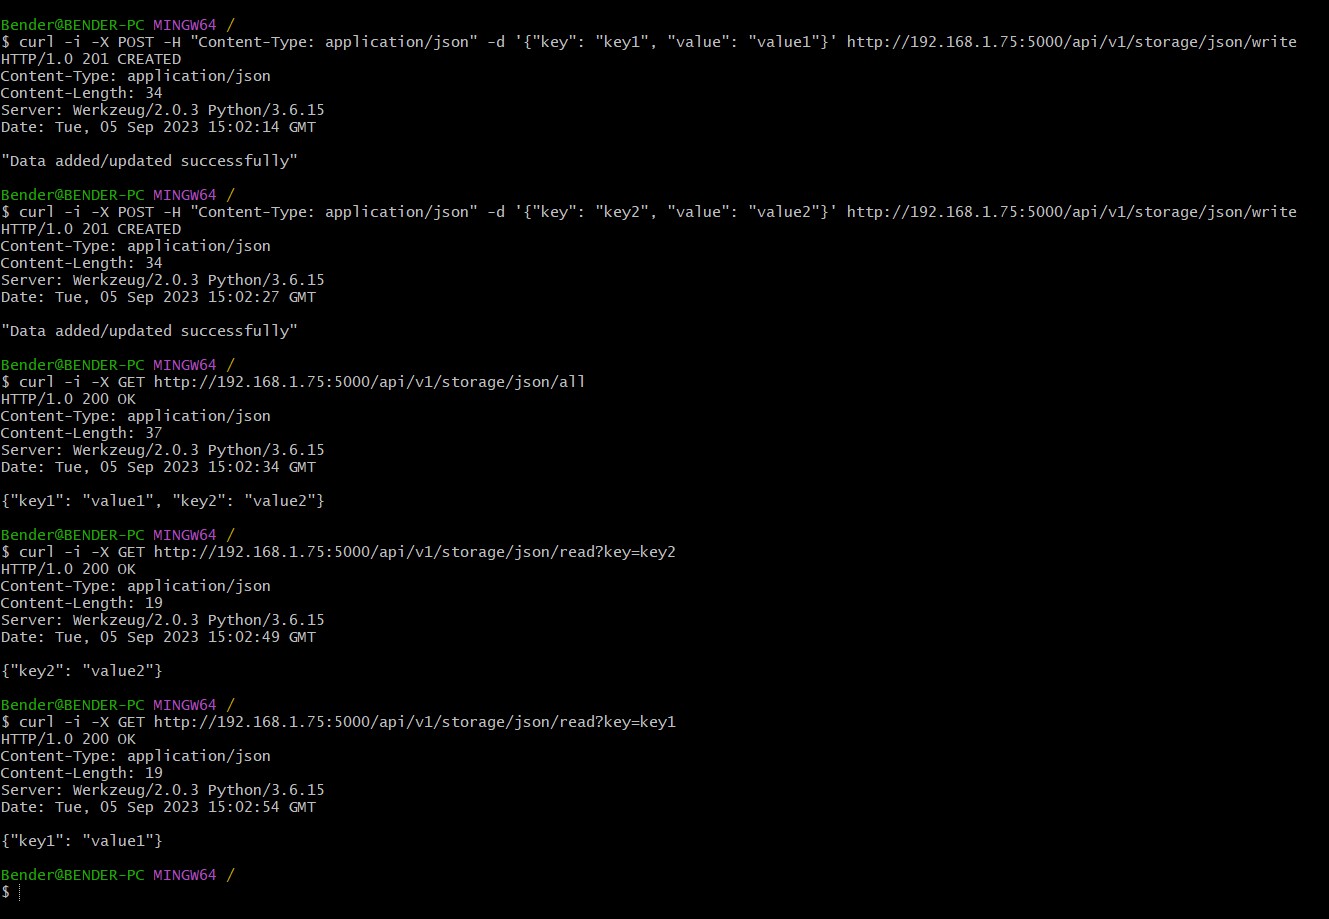 Bender@BENDER-PC MINGW64 /
$ curl -i -X POST -H "Content-Type: application/json" -d '{"key": "key1", "value": "value1"}' http://192.168.1.75:5000/api/v1/storage/json/write
HTTP/1.0 201 CREATED
Content-Type: application/json
Content-Length: 34
Server: Werkzeug/2.0.3 Python/3.6.15
Date: Tue, 05 Sep 2023 15:02:14 GMT

"Data added/updated successfully"

Bender@BENDER-PC MINGW64 /
$ curl -i -X POST -H "Content-Type: application/json" -d '{"key": "key2", "value": "value2"}' http://192.168.1.75:5000/api/v1/storage/json/write
HTTP/1.0 201 CREATED
Content-Type: application/json
Content-Length: 34
Server: Werkzeug/2.0.3 Python/3.6.15
Date: Tue, 05 Sep 2023 15:02:27 GMT

"Data added/updated successfully"

Bender@BENDER-PC MINGW64 /
$ curl -i -X GET http://192.168.1.75:5000/api/v1/storage/json/all
HTTP/1.0 200 OK
Content-Type: application/json
Content-Length: 37
Server: Werkzeug/2.0.3 Python/3.6.15
Date: Tue, 05 Sep 2023 15:02:34 GMT

{"key1": "value1", "key2": "value2"}

Bender@BENDER-PC MINGW64 /
$ curl -i -X GET http://192.168.1.75:5000/api/v1/storage/json/read?key=key2
HTTP/1.0 200 OK
Content-Type: application/json
Content-Length: 19
Server: Werkzeug/2.0.3 Python/3.6.15
Date: Tue, 05 Sep 2023 15:02:49 GMT

{"key2": "value2"}

Bender@BENDER-PC MINGW64 /
$ curl -i -X GET http://192.168.1.75:5000/api/v1/storage/json/read?key=key1
HTTP/1.0 200 OK
Content-Type: application/json
Content-Length: 19
Server: Werkzeug/2.0.3 Python/3.6.15
Date: Tue, 05 Sep 2023 15:02:54 GMT

{"key1": "value1"}

Bender@BENDER-PC MINGW64 /
$